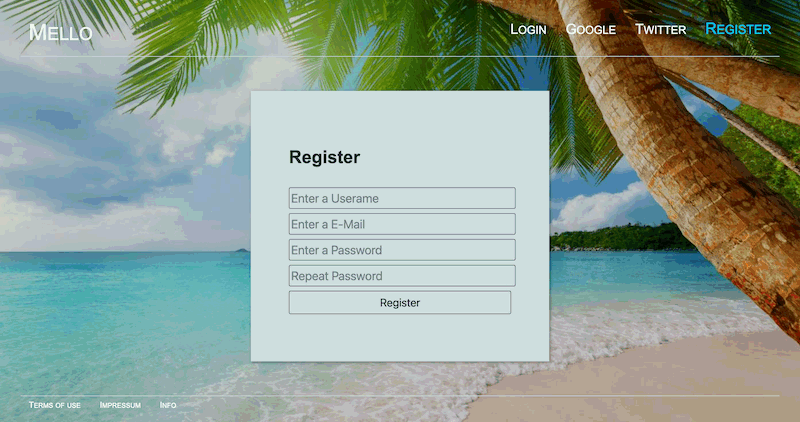 MELLO
LOGIN GOOGLE TWITTER REGISTER
Register
Enter a Userame
Enter a E-Mail
Enter a Password
Repeat Password
Register
TERMS OF USE IMPRESSUM INFO